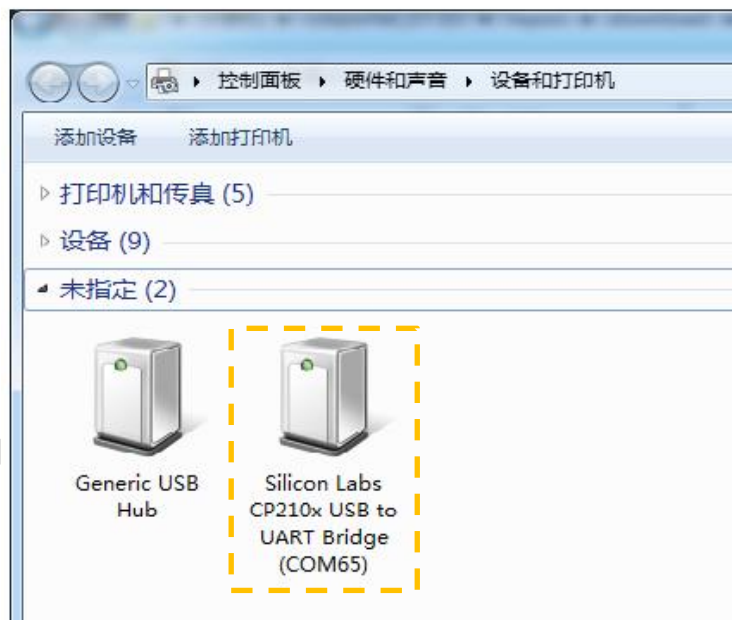 控制面板 硬件和声音 设备和打印机
添加设备 添加打印机
打印机和传真 (5)
设备 (9)
未指定 (2)
Generic USB
Hub
Silicon Labs
CP210x USB to
UART Bridge
(COM65)